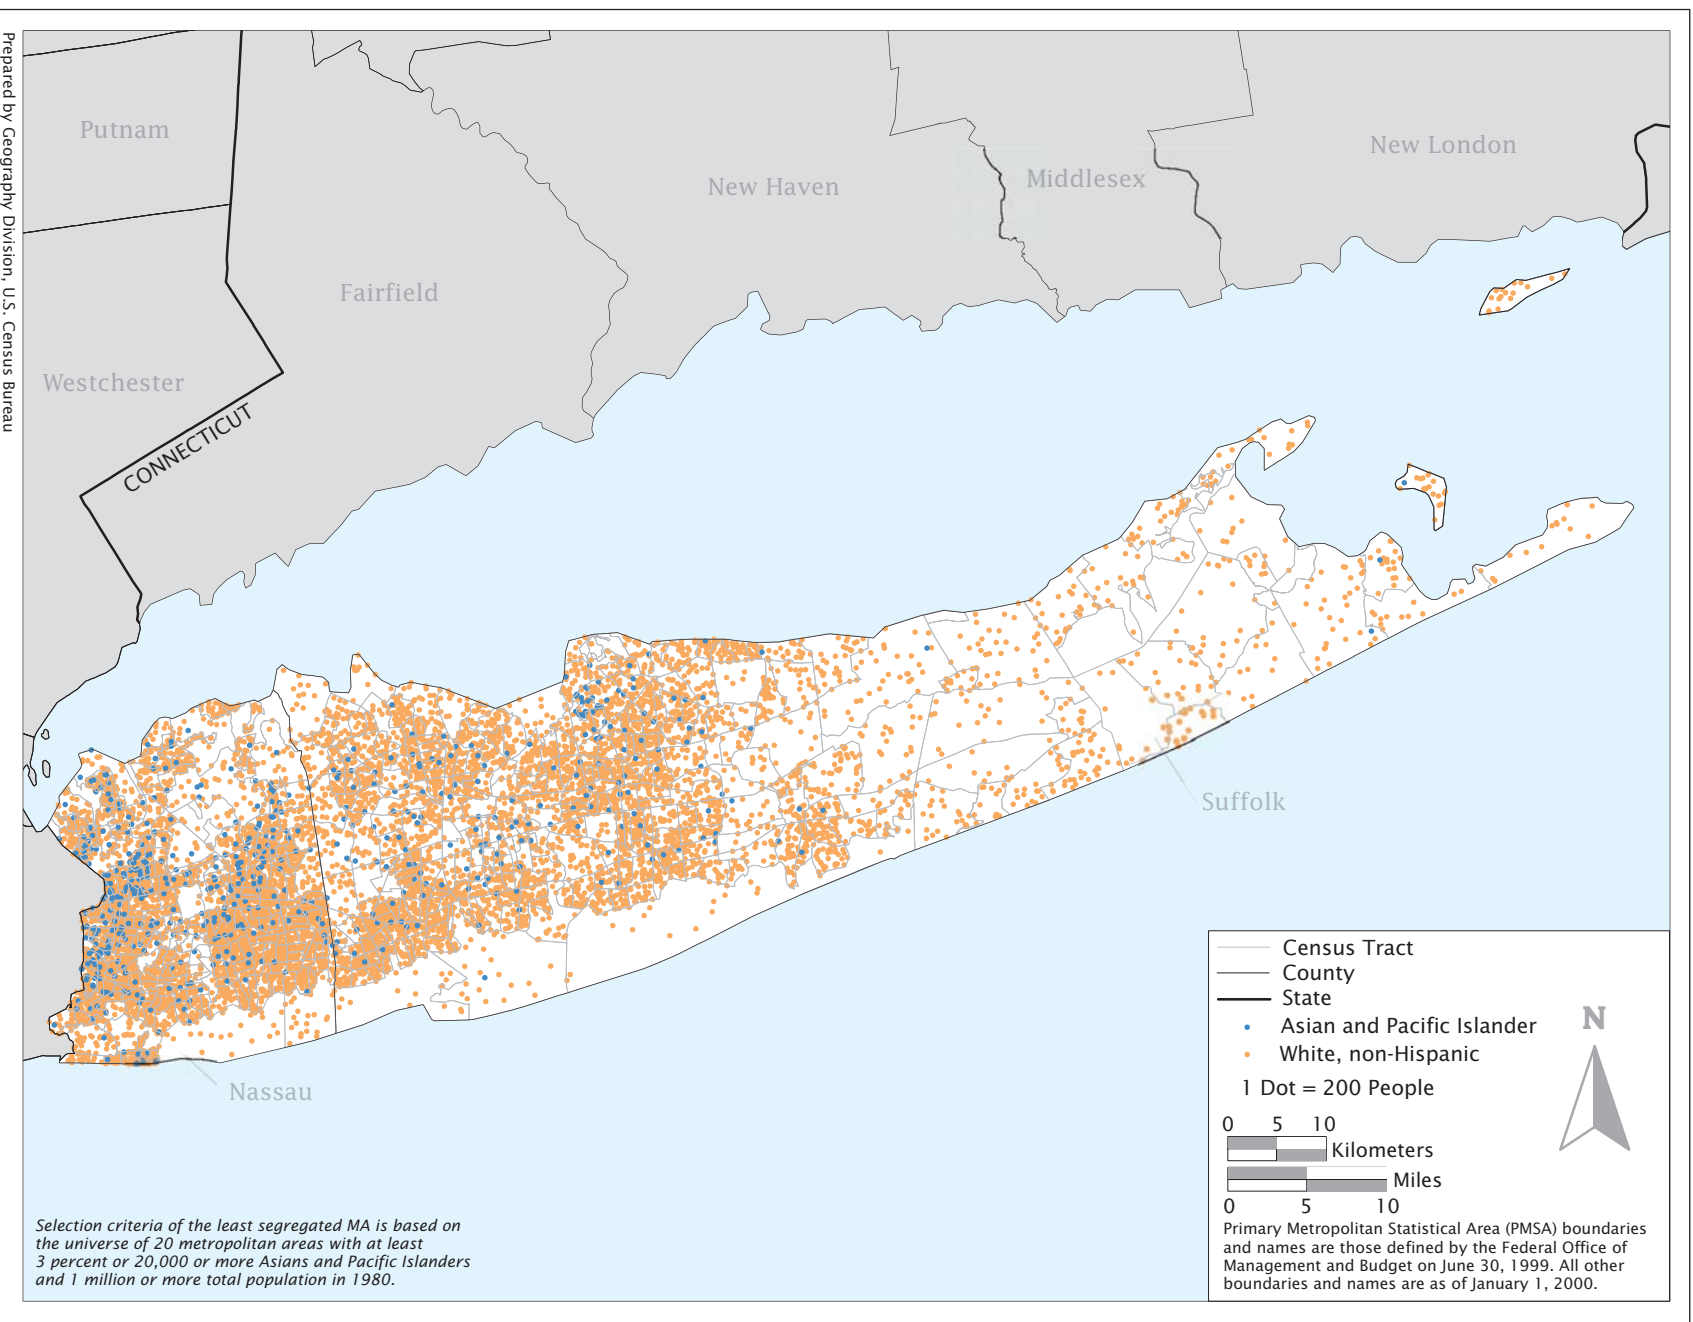 Prepared by Geography Division, U.S. Census Bureau
Putnam
New London
Middlesex
New Haven
Fairfield
Westchester
CONNECTICUT
Suffolk
Nassau
Census Tract
County
State
Asian and Pacific Islander
White, non-Hispanic
1 Dot = 200 People
N
0 5 10
Kilometers
Miles
0 5 10
Primary Metropolitan Statistical Area (PMSA) boundaries
and names are those defined by the Federal Office of
Management and Budget on June 30, 1999. All other
boundaries and names are as of January 1, 2000.
Selection criteria of the least segregated MA is based on
the universe of 20 metropolitan areas with at least
3 percent or 20,000 or more Asians and Pacific Islanders
and 1 million or more total population in 1980.